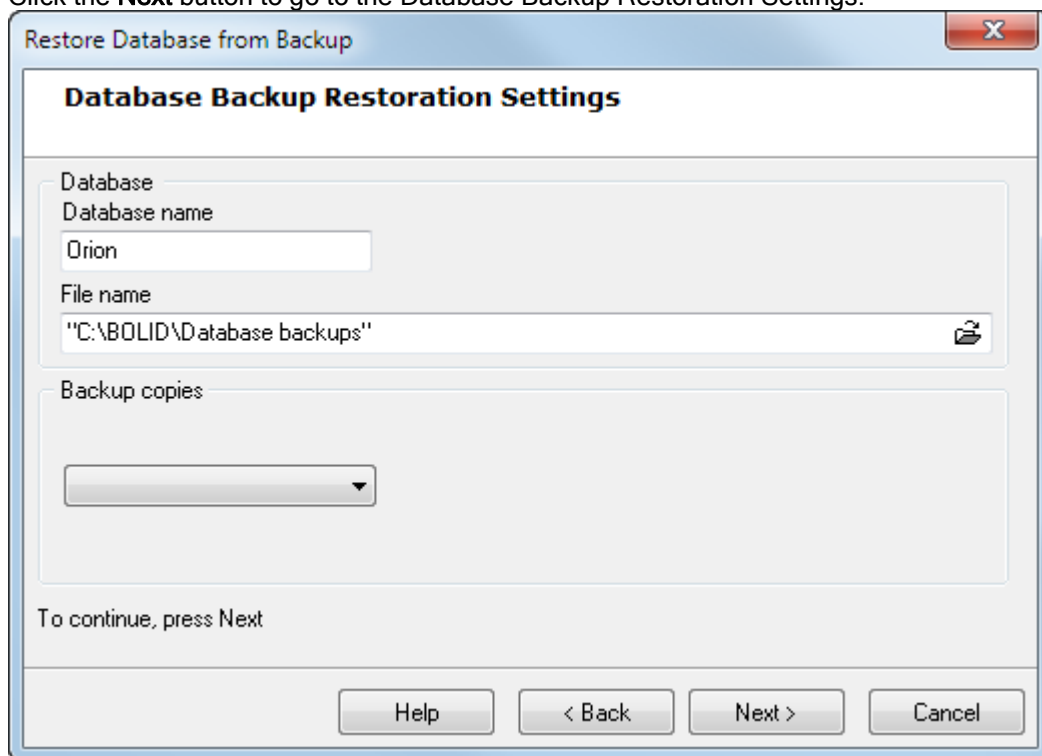 Click the Next button to go to the Database Backup Restoration Settings.
Restore Database from Backup
Database Backup Restoration Settings
Database
Database name
Orion
File name
"C:\BOLID\Database backups"
Backup copies
To continue, press Next
Help
< Back
Next >
Cancel